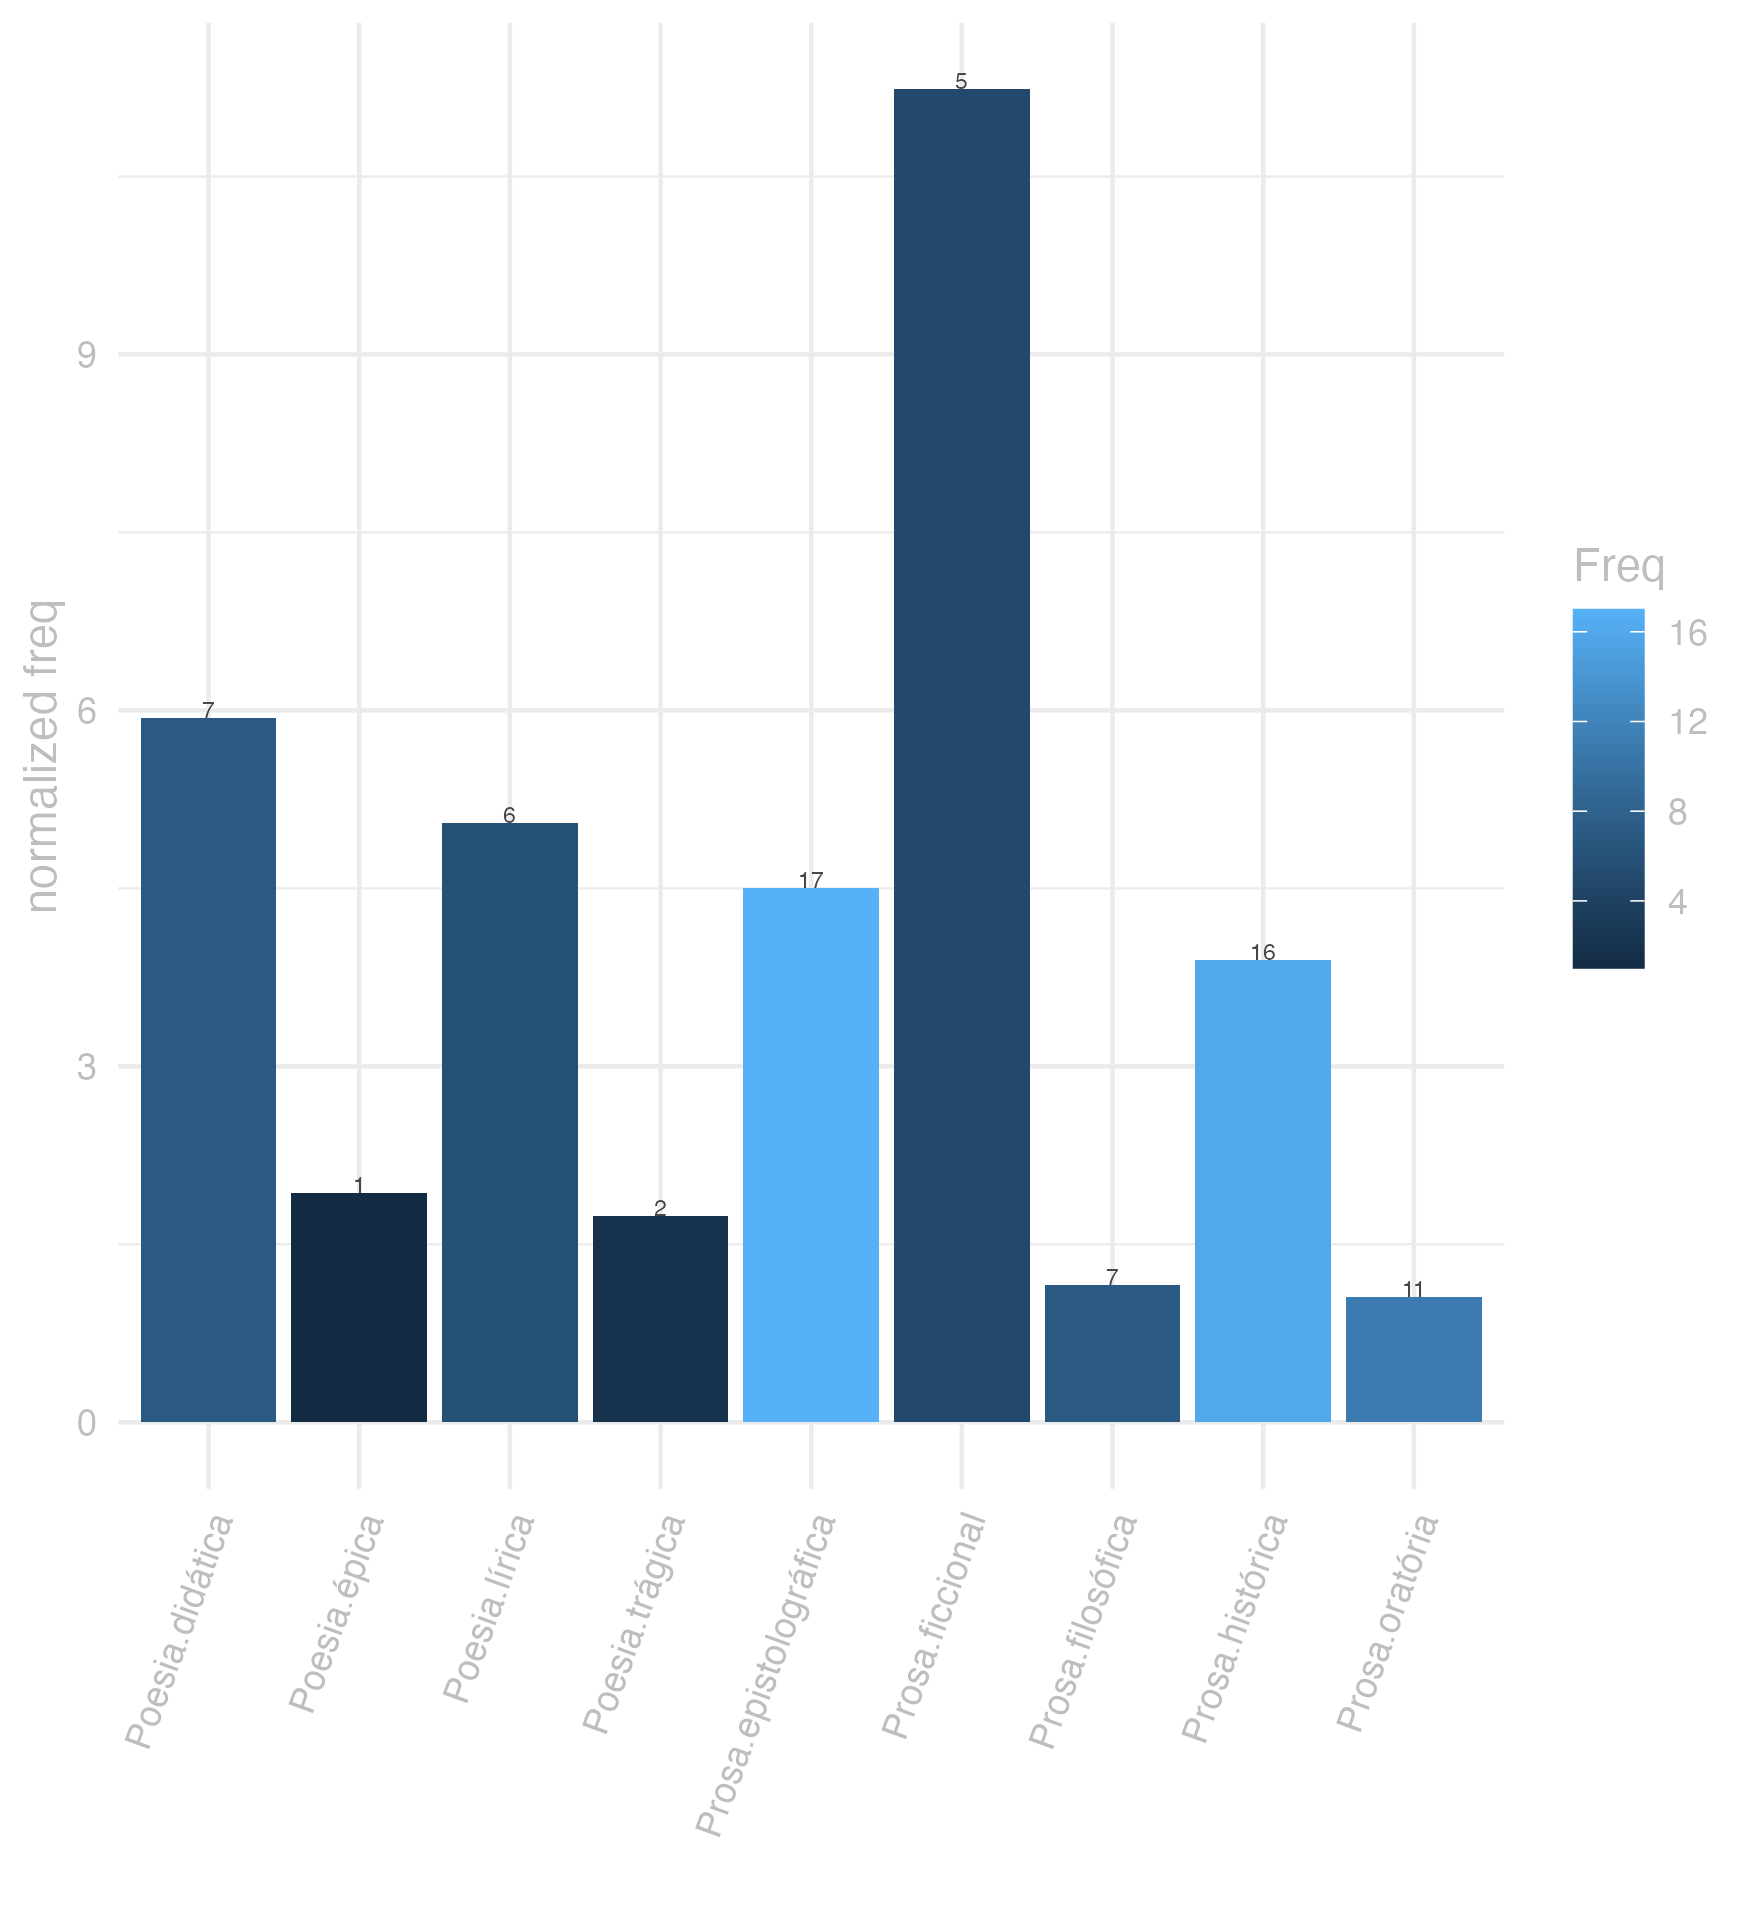 5
9
7
6
6
17
16
3
1
2
7
11
0
normalized freq
Freq
16
12
8
4
Poesia.didática
Poesia.épica
Poesia.lírica
Poesia.trágica
Prosa.epistolográfica
Prosa.ficcional
Prosa.filosófica
Prosa.histórica
Prosa.oratória